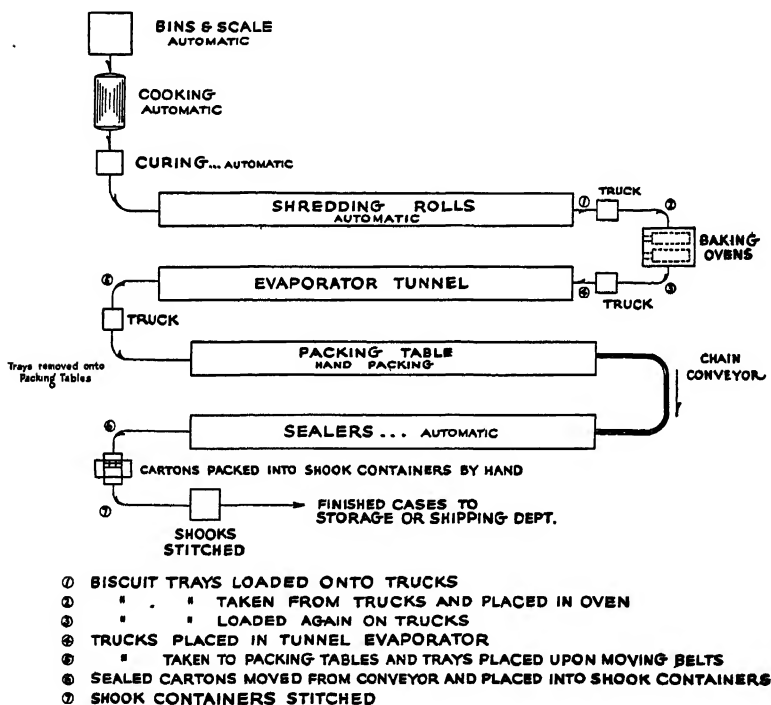 BINS & SCALE
AUTOMATIC
COOKING
AUTOMATIC
CURING... AUTOMATIC
SHREDDING ROLLS
AUTOMATIC
① TRUCK ②
BAKING
OVENS
⑤ EVAPORATOR TUNNEL ④ TRUCK ③
TRUCK
Trays removed onto
Packing Tables
PACKING TABLE
HAND PACKING
CHAIN
CONVEYOR
⑥ SEALERS... AUTOMATIC
CARTONS PACKED INTO SHOOK CONTAINERS BY HAND
⑦
SHOOKS
STITCHED
FINISHED CASES TO
STORAGE OR SHIPPING DEPT.
① BISCUIT TRAYS LOADED ONTO TRUCKS
② " . " TAKEN FROM TRUCKS AND PLACED IN OVEN
③ " " LOADED AGAIN ON TRUCKS
④ TRUCKS PLACED IN TUNNEL EVAPORATOR
⑤ " TAKEN TO PACKING TABLES AND TRAYS PLACED UPON MOVING BELTS
⑥ SEALED CARTONS MOVED FROM CONVEYOR AND PLACED INTO SHOOK CONTAINERS
⑦ SHOOK CONTAINERS STITCHED